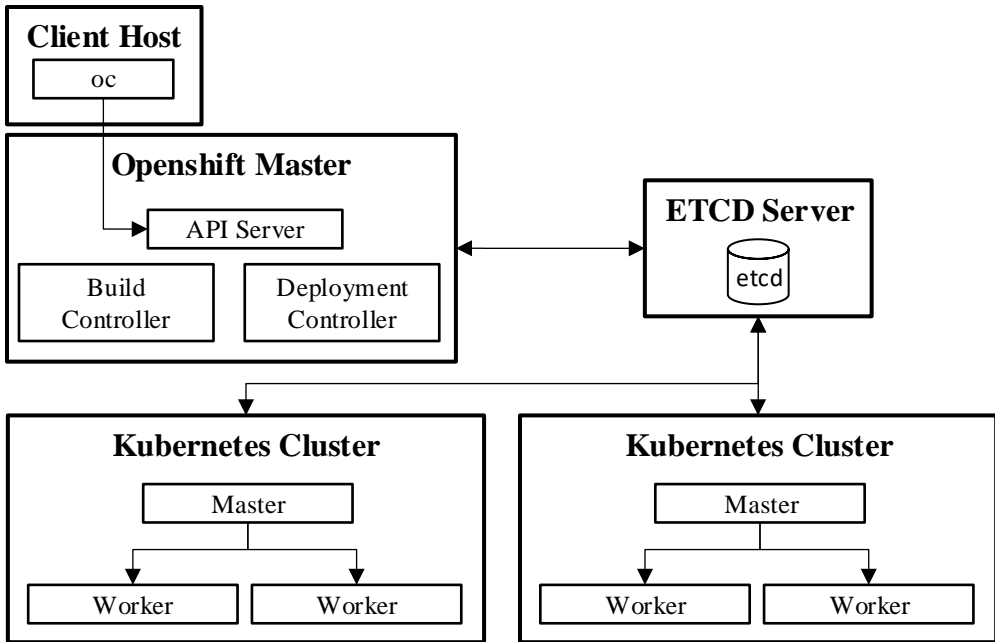 Client Host
oc
Openshift Master
API Server
Build
Controller
Deployment
Controller
ETCD Server
etcd
Kubernetes Cluster
Master
Worker
Worker
Kubernetes Cluster
Master
Worker
Worker